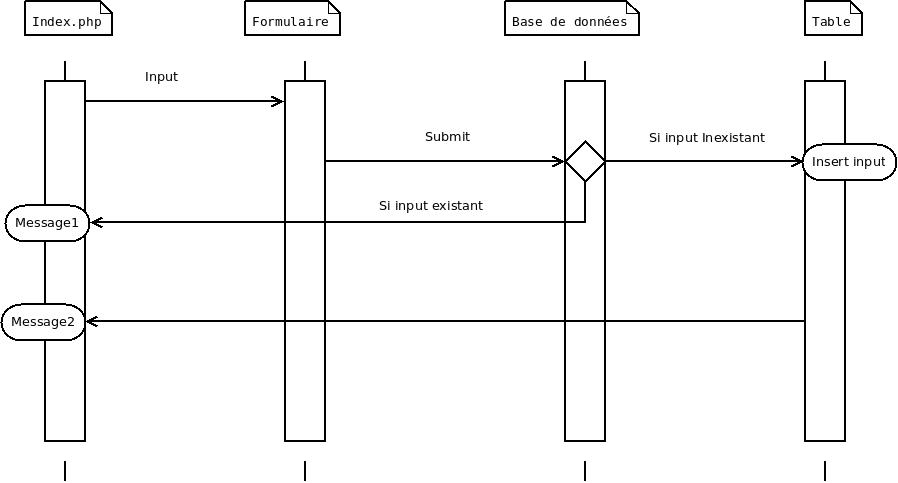 Index.php
Formulaire
Base de données
Table
Input
Submit
Si input Inexistant
Insert input
Si input existant
Message1
Message2